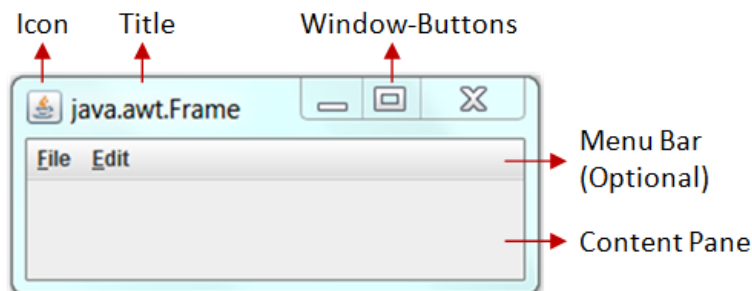 Icon Title Window-Buttons
java.awt.Frame
File Edit
Menu Bar
(Optional)
Content Pane